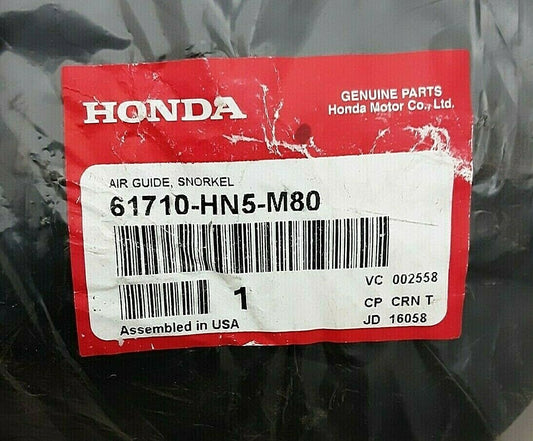 HONDA
GENUINE PARTS
Honda Motor Co., Ltd.
AIR GUIDE, SNORKEL
61710-HN5-M80
VC 002558
1
CP CRN T
Assembled in USA
JD 16058